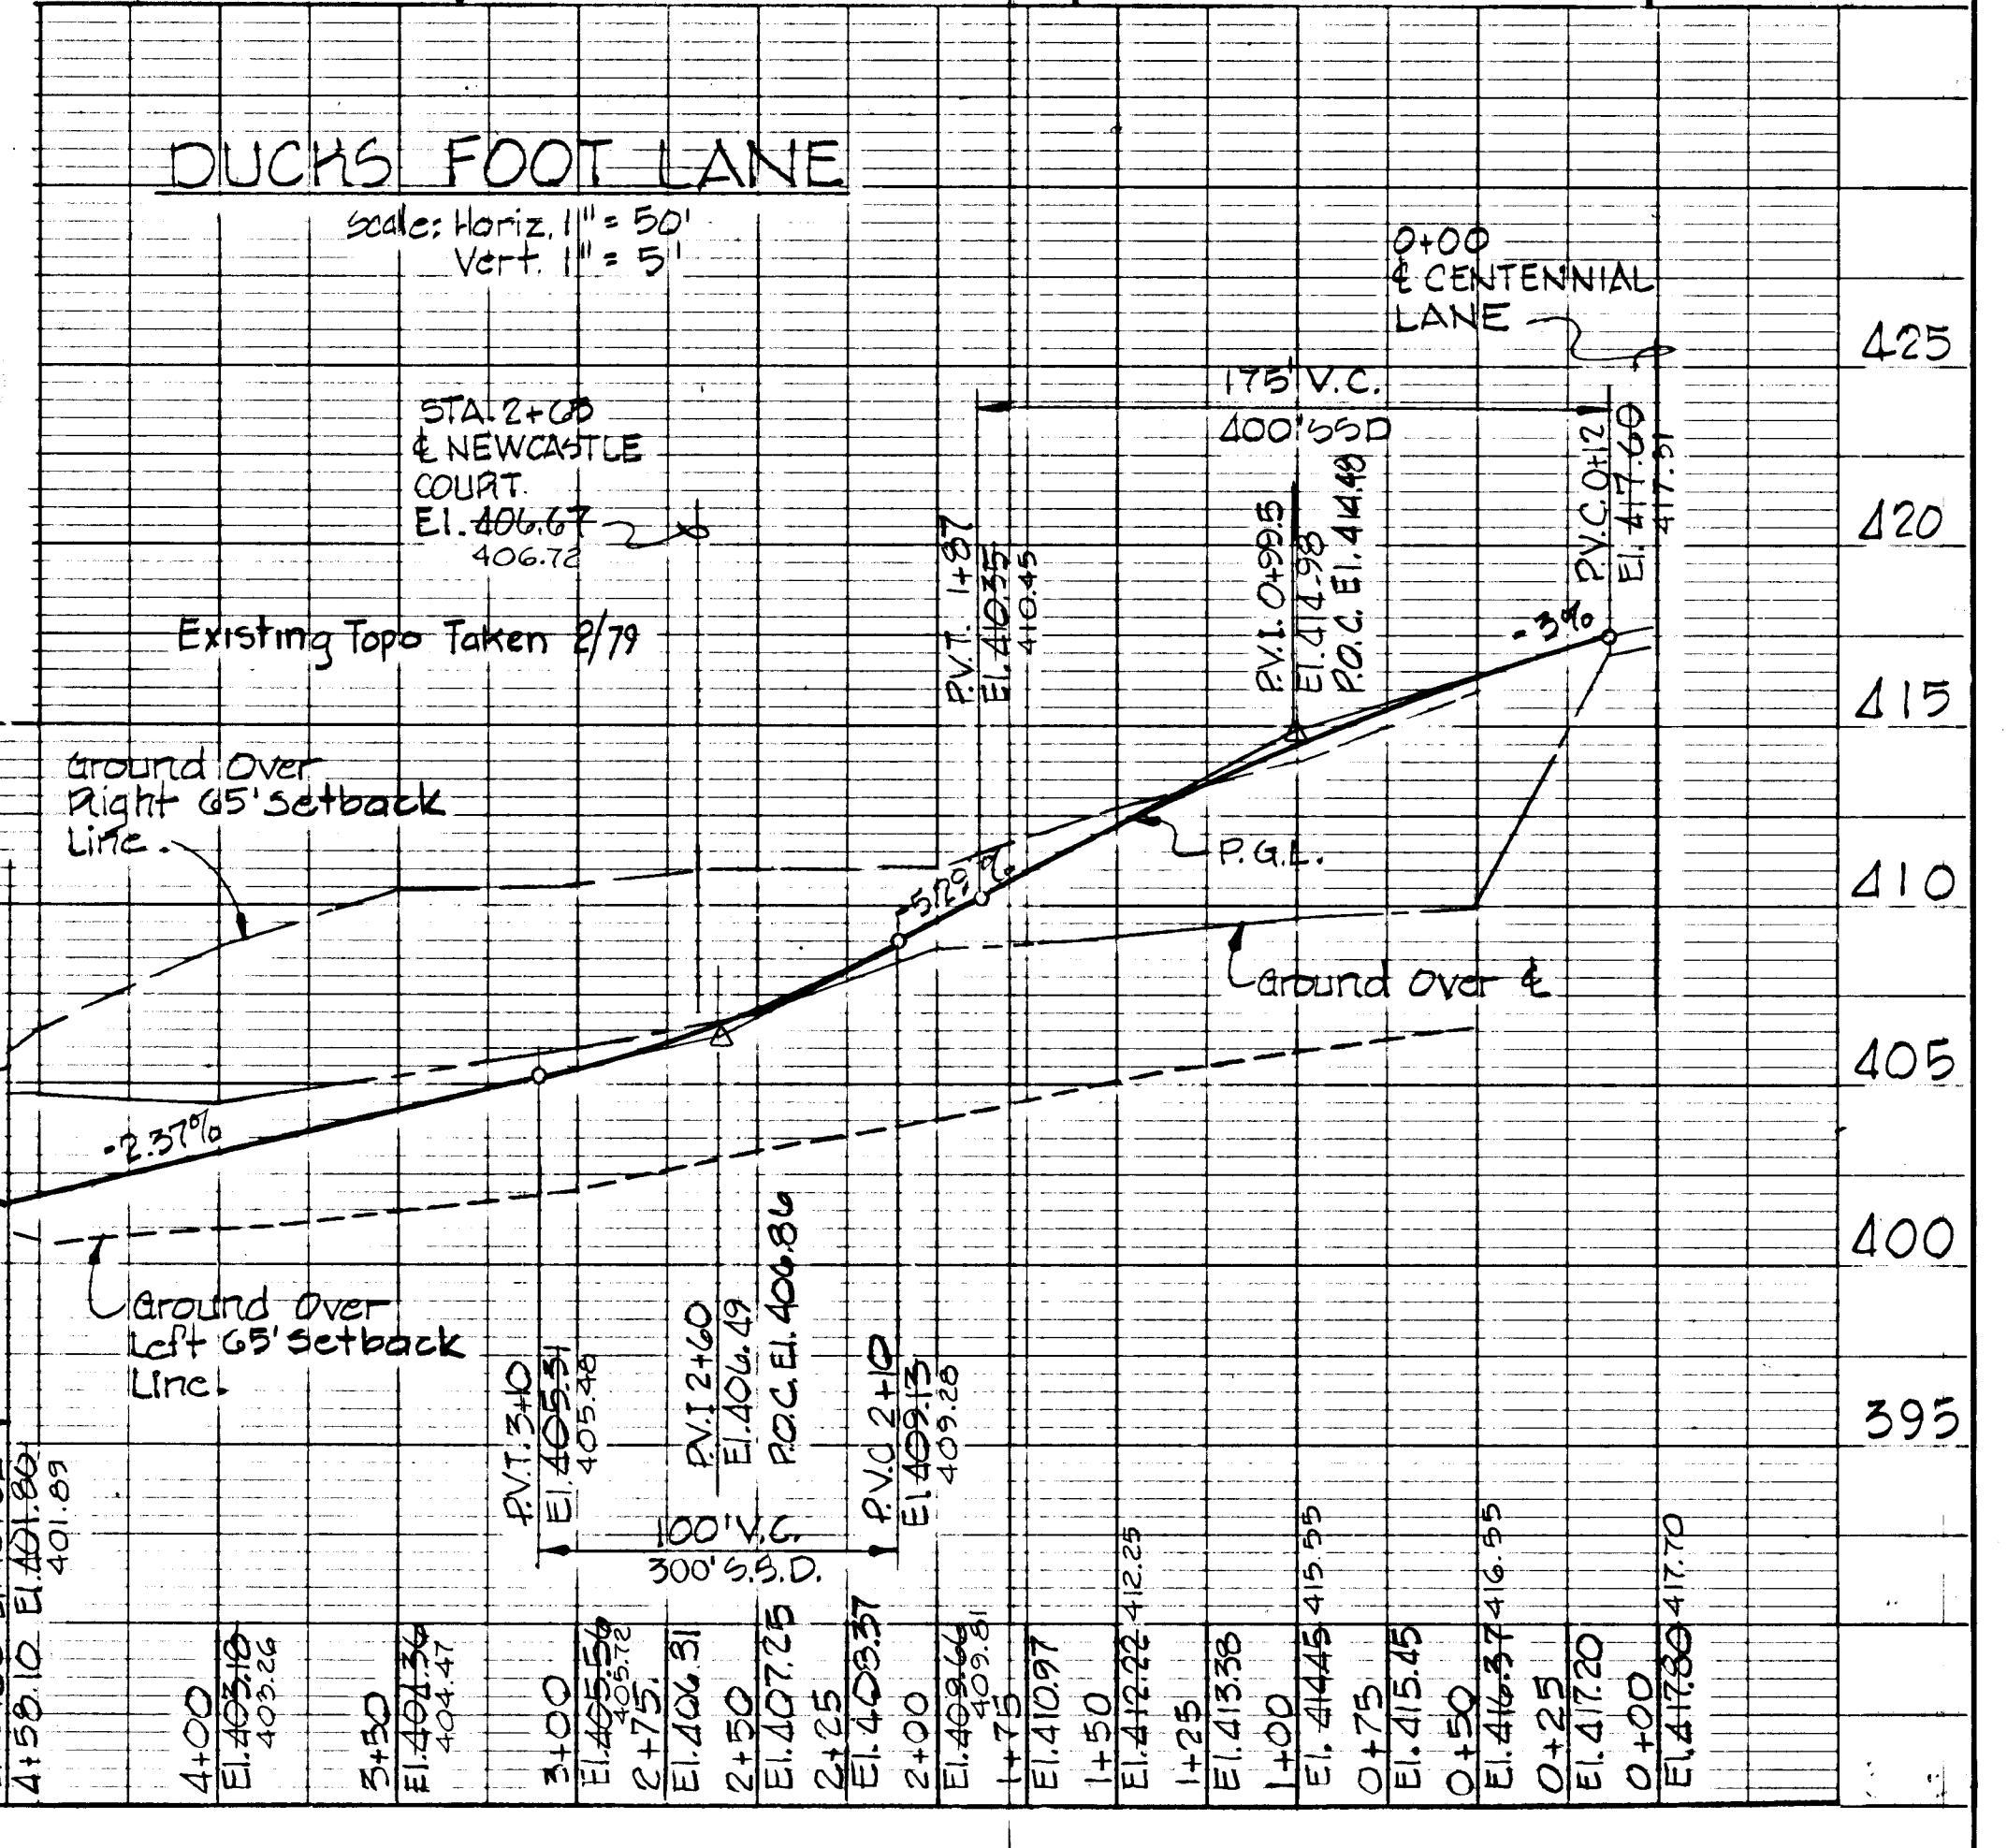 DUCKS FOOT LANE
Scale: Horiz. 1" = 50'
Vert. 1" = 5'
0+00
℄ CENTENNIAL
LANE
425
420
415
410
405
400
395
175' V.C.
400' SSD
STA. 2+65
℄ NEWCASTLE
COURT.
El. 406.67
406.72
Existing Topo Taken 2/79
P.V.T. 1+87
El. 410.35
410.45
P.V.I. 0+99.5
El. 414.98
P.O.C. El. 414.48
P.V.C. 0+12
El. 417.60
417.51
-3%
Ground Over
Right 65' Setback
Line.
-5.29%
P.G.L.
Ground Over ℄
-2.37%
Ground Over
Left 65' Setback
Line.
P.V.T. 3+10
El. 405.31
405.48
P.V.I 2+60
El. 406.49
P.O.C. El. 406.86
P.V.C 2+10
El 409.13
409.28
100' V.C.
300' S.S.D.
4+58.10 El. 401.80
401.89
4+00
El. 403.18
403.26
3+50
El. 404.36
404.47
3+00
El. 405.56
405.72
2+75.
El. 406.31
2+50
El. 407.25
2+25
El. 408.37
2+00
El. 409.66
409.81
1+75
El. 410.97
1+50
El. 412.22 412.25
1+25
El 413.38
1+00
El. 414.45 415.55
0+75
El. 415.45
0+50
El. 416.37 416.55
0+25
El. 417.20
0+00
El. 417.80 417.70